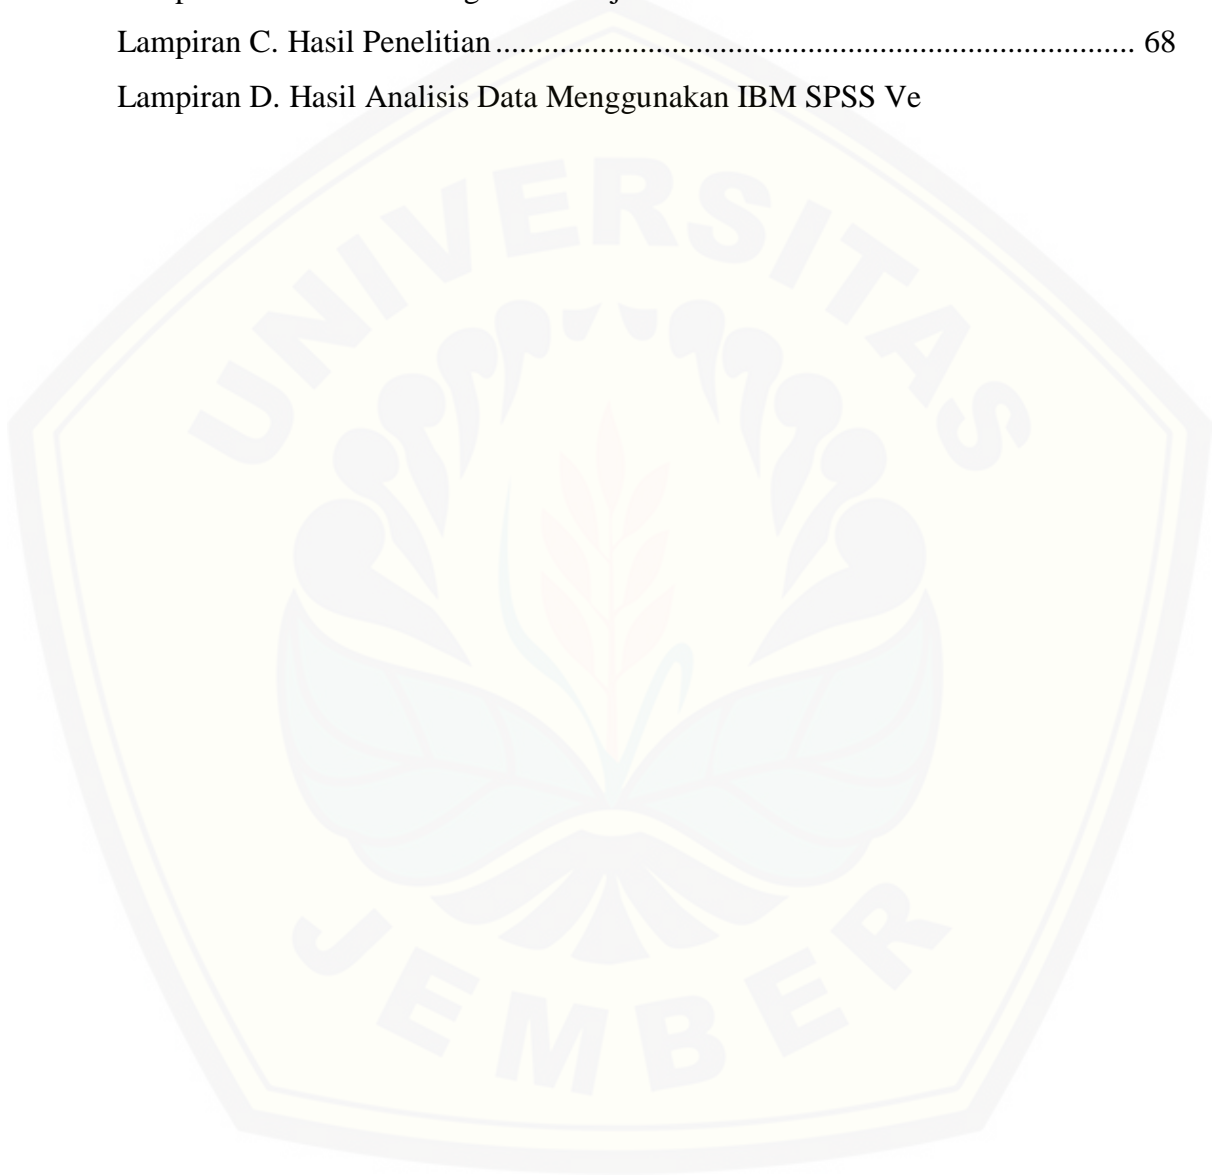 Lampiran C. Hasil Penelitian ................................................................................ 68
Lampiran D. Hasil Analisis Data Menggunakan IBM SPSS Ve
UNIVERSITAS
JEMBER